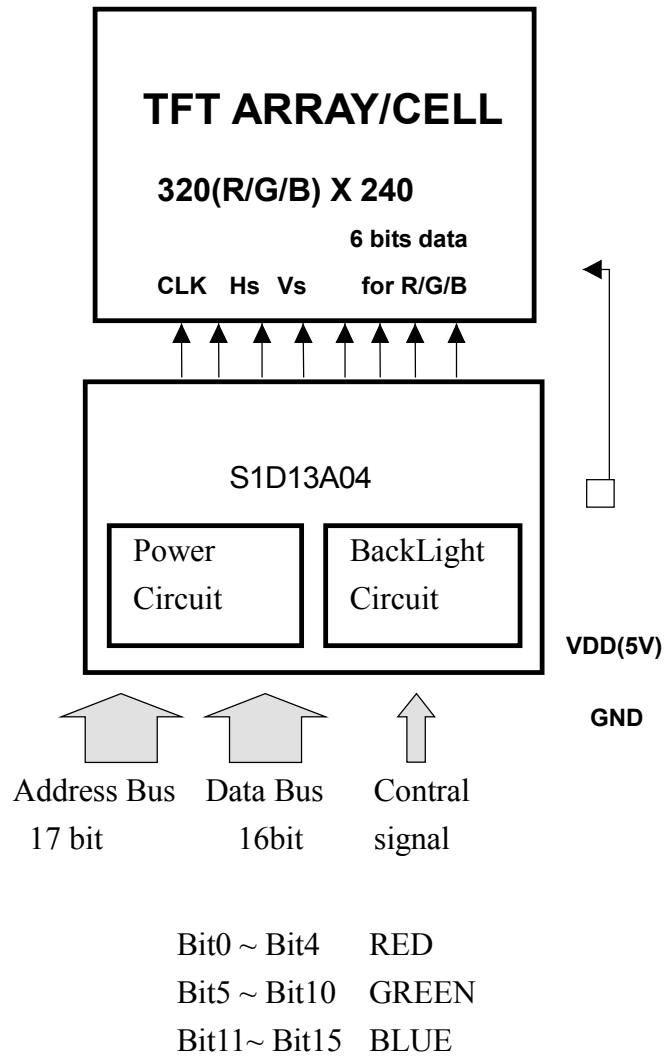 TFT ARRAY/CELL
320(R/G/B) X 240
6 bits data
CLK Hs Vs for R/G/B
S1D13A04
Power BackLight
Circuit Circuit
VDD(5V)
GND
Address Bus Data Bus Contral
17 bit 16bit signal
Bit0 ~ Bit4 RED
Bit5 ~ Bit10 GREEN
Bit11~ Bit15 BLUE